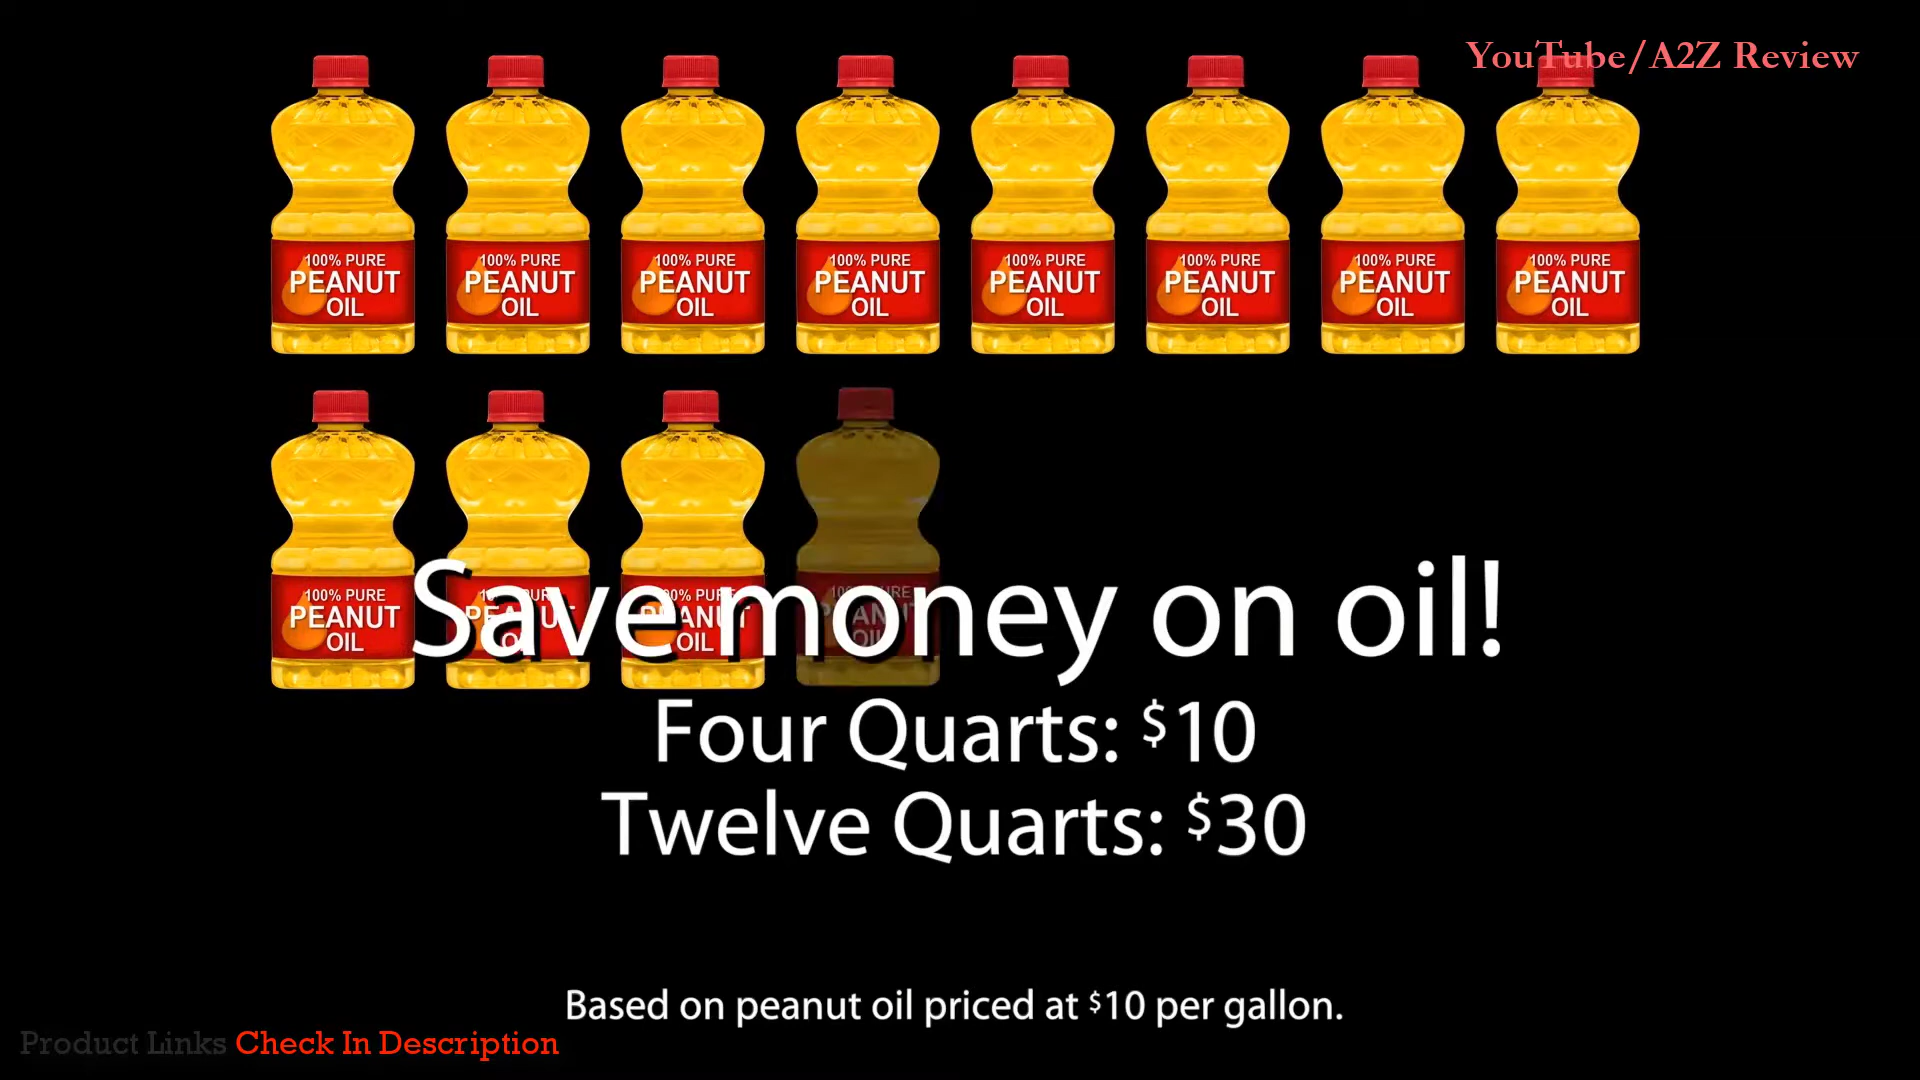 YouTube/A2Z Review
100% PURE 100% PURE 100% PURE 100% PURE 100% PURE 100% PURE 100% PURE 100% PURE
PEANUT PEANUT PEANUT PEANUT PEANUT PEANUT PEANUT PEANUT
OIL OIL OIL OIL OIL OIL OIL OIL
100% PURE
PEANUT
OIL
Save money on oil!
Four Quarts: $10
Twelve Quarts: $30
Based on peanut oil priced at $10 per gallon.
Product Links Check In Description